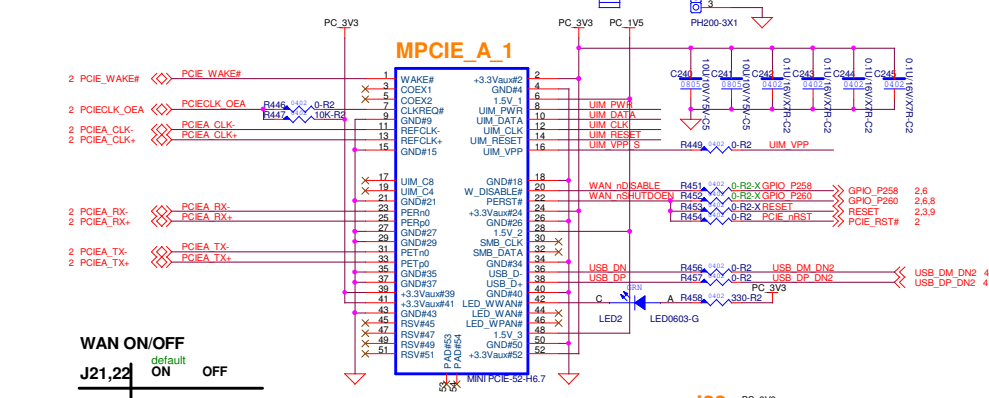 3
PC_3V3
PC_3V3
PC_1V5
PH200-3X1
MPCIE_A_1
2 PCIE_WAKE#
PCIE_WAKE#
1 WAKE#
3 COEX1
5 COEX2
2 PCIECLK_OEA
PCIECLK_OEA
R446 0402 0-R2
7 CLKREQ#
R447 0402 10K-R2
9 GND#9
2 PCIEA_CLK-
PCIEA_CLK-
11 REFCLK-
2 PCIEA_CLK+
PCIEA_CLK+
13 REFCLK+
15 GND#15
17 UIM_C8
19 UIM_C4
21 GND#21
2 PCIEA_RX-
PCIEA_RX-
23 PERn0
2 PCIEA_RX+
PCIEA_RX+
25 PERp0
27 GND#27
29 GND#29
2 PCIEA_TX-
PCIEA_TX-
31 PETn0
2 PCIEA_TX+
PCIEA_TX+
33 PETp0
35 GND#35
37 GND#37
39 +3.3Vaux#39
41 +3.3Vaux#41
43 GND#43
45 RSV#45
47 RSV#47
49 RSV#49
51 RSV#51
PAD#53
PAD#54
53
54
MINI PCIE-52-H6.7
+3.3Vaux#2 2
GND#4 4
1.5V_1 6
UIM_PWR 8 UIM_PWR
UIM_DATA 10 UIM_DATA
UIM_CLK 12 UIM_CLK
UIM_RESET 14 UIM_RESET
UIM_VPP 16 UIM_VPP_S R449 0402 0-R2 UIM_VPP
GND#18 18
W_DISABLE# 20 WAN_nDISABLE R451 0402 0-R2-X GPIO_P258 GPIO_P258 2,6
PERST# 22 WAN_nSHUTDOEN R452 0402 0-R2-X GPIO_P260 GPIO_P260 2,6,8
+3.3Vaux#24 24 R453 0402 0-R2-X RESET RESET 2,3,9
GND#26 26 R454 0402 0-R2 PCIE_nRST PCIE_RST# 2
1.5V_2 28
SMB_CLK 30
SMB_DATA 32
GND#34 34
USB_D- 36 USB_DN R456 0402 0-R2 USB_DM_DN2 USB_DM_DN2 4
USB_D+ 38 USB_DP R457 0402 0-R2 USB_DP_DN2 USB_DP_DN2 4
GND#40 40
LED_WWAN# 42 C GRN A R458 0402 330-R2 PC_3V3
LED2 LED0603-G
LED_WLAN# 44
LED_WPAN# 46
1.5V_3 48
GND#50 50
+3.3Vaux#52 52
C240 0805 10U/10V/Y5-C5
C241 0805 10U/10V/Y5-C5
C242 0402 0.1U/16V/X7R-C2
C243 0402 0.1U/16V/X7R-C2
C244 0402 0.1U/16V/X7R-C2
C245 0402 0.1U/16V/X7R-C2
WAN ON/OFF
default
J21,22 ON OFF